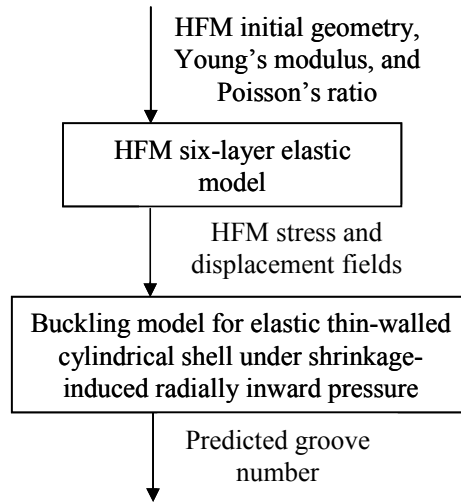 HFM initial geometry,
Young's modulus, and
Poisson's ratio
HFM six-layer elastic
model
HFM stress and
displacement fields
Buckling model for elastic thin-walled
cylindrical shell under shrinkage-
induced radially inward pressure
Predicted groove
number